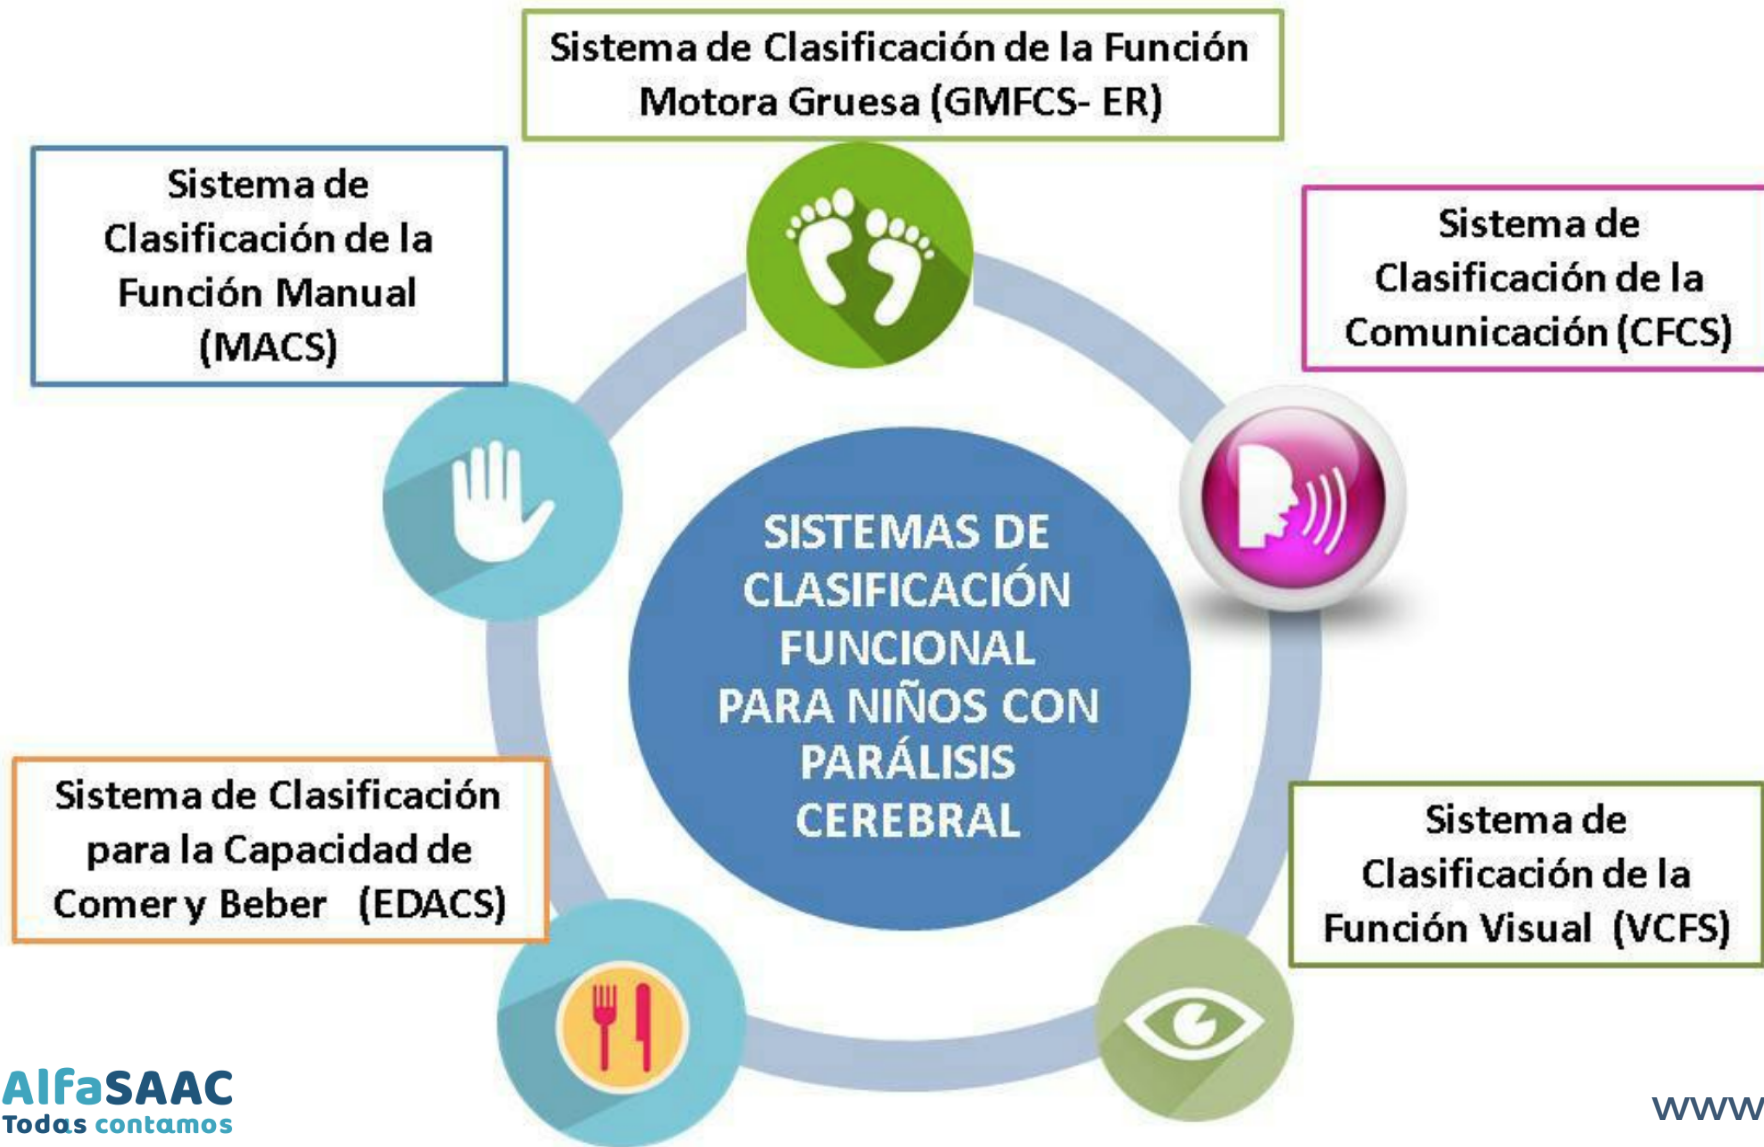 Sistema de Clasificación de la Función
Motora Gruesa (GMFCS- ER)
Sistema de
Clasificación de la
Función Manual
(MACS)
Sistema de
Clasificación de la
Comunicación (CFCS)
SISTEMAS DE
CLASIFICACIÓN
FUNCIONAL
PARA NIÑOS CON
PARÁLISIS
CEREBRAL
Sistema de Clasificación
para la Capacidad de
Comer y Beber (EDACS)
Sistema de
Clasificación de la
Función Visual (VCFS)
AlfaSAAC
Todas contamos
www